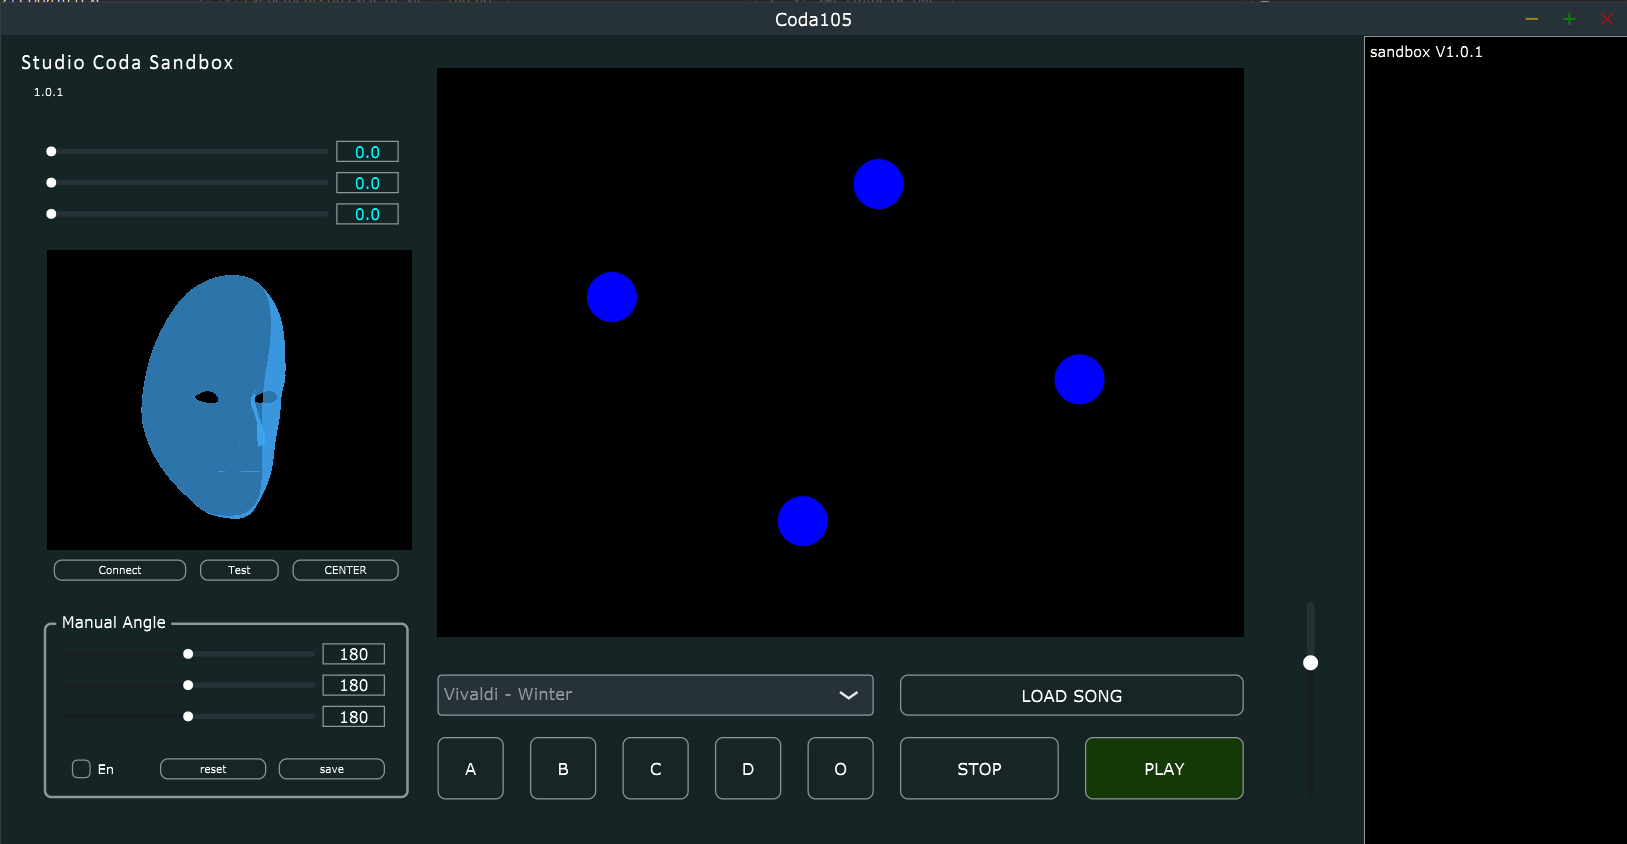 Coda105
Studio Coda Sandbox
1.0.1
0.0
0.0
0.0
Connect
Test
CENTER
Manual Angle
180
180
180
En
reset
save
Vivaldi - Winter
LOAD SONG
A
B
C
D
O
STOP
PLAY
sandbox V1.0.1